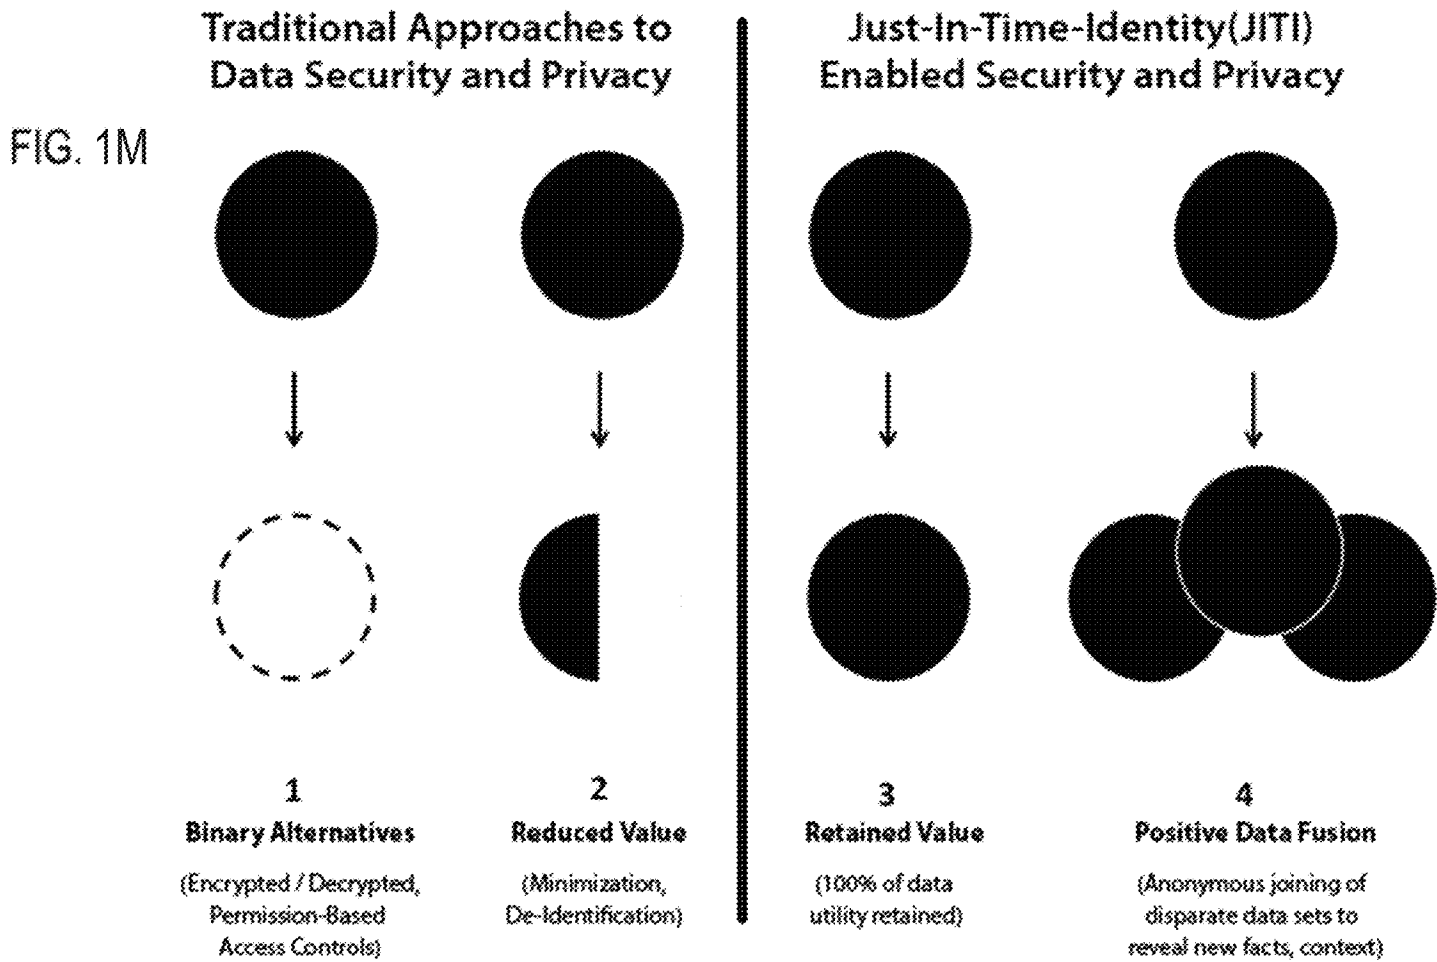 Traditional Approaches to
Data Security and Privacy
Just-In-Time-Identity(JITI)
Enabled Security and Privacy
FIG. 1M
1
Binary Alternatives
(Encrypted / Decrypted,
Permission-Based
Access Controls)
2
Reduced Value
(Minimization,
De-Identification)
3
Retained Value
(100% of data
utility retained)
4
Positive Data Fusion
(Anonymous joining of
disparate data sets to
reveal new facts, context)